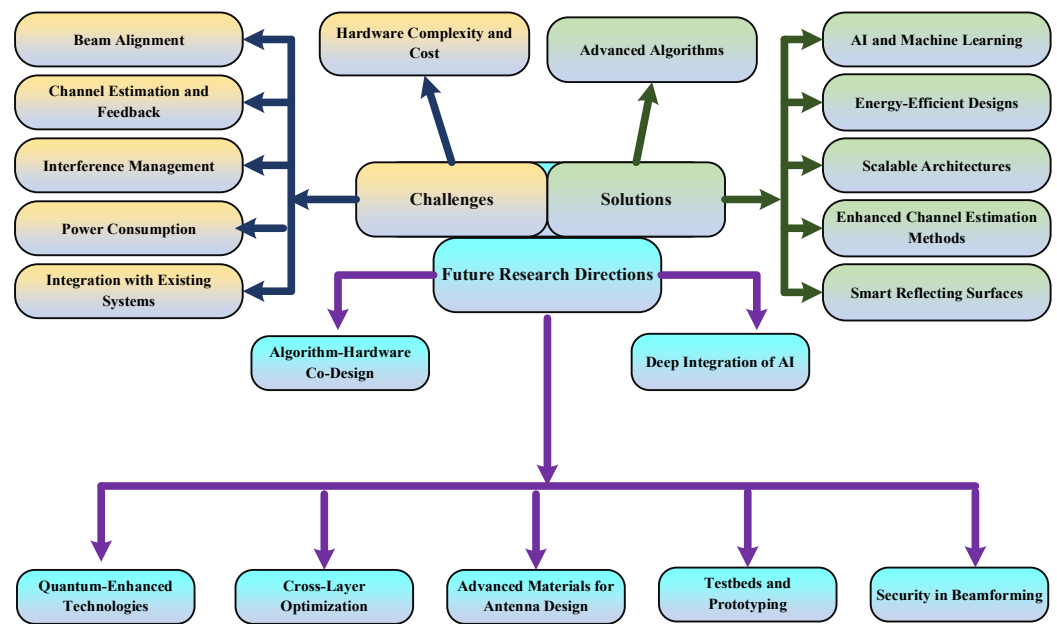 Beam Alignment
Channel Estimation and
Feedback
Interference Management
Power Consumption
Integration with Existing
Systems
Hardware Complexity and
Cost
Advanced Algorithms
Challenges
Solutions
AI and Machine Learning
Energy-Efficient Designs
Scalable Architectures
Enhanced Channel Estimation
Methods
Smart Reflecting Surfaces
Future Research Directions
Algorithm-Hardware
Co-Design
Deep Integration of AI
Quantum-Enhanced
Technologies
Cross-Layer
Optimization
Advanced Materials for
Antenna Design
Testbeds and
Prototyping
Security in Beamforming